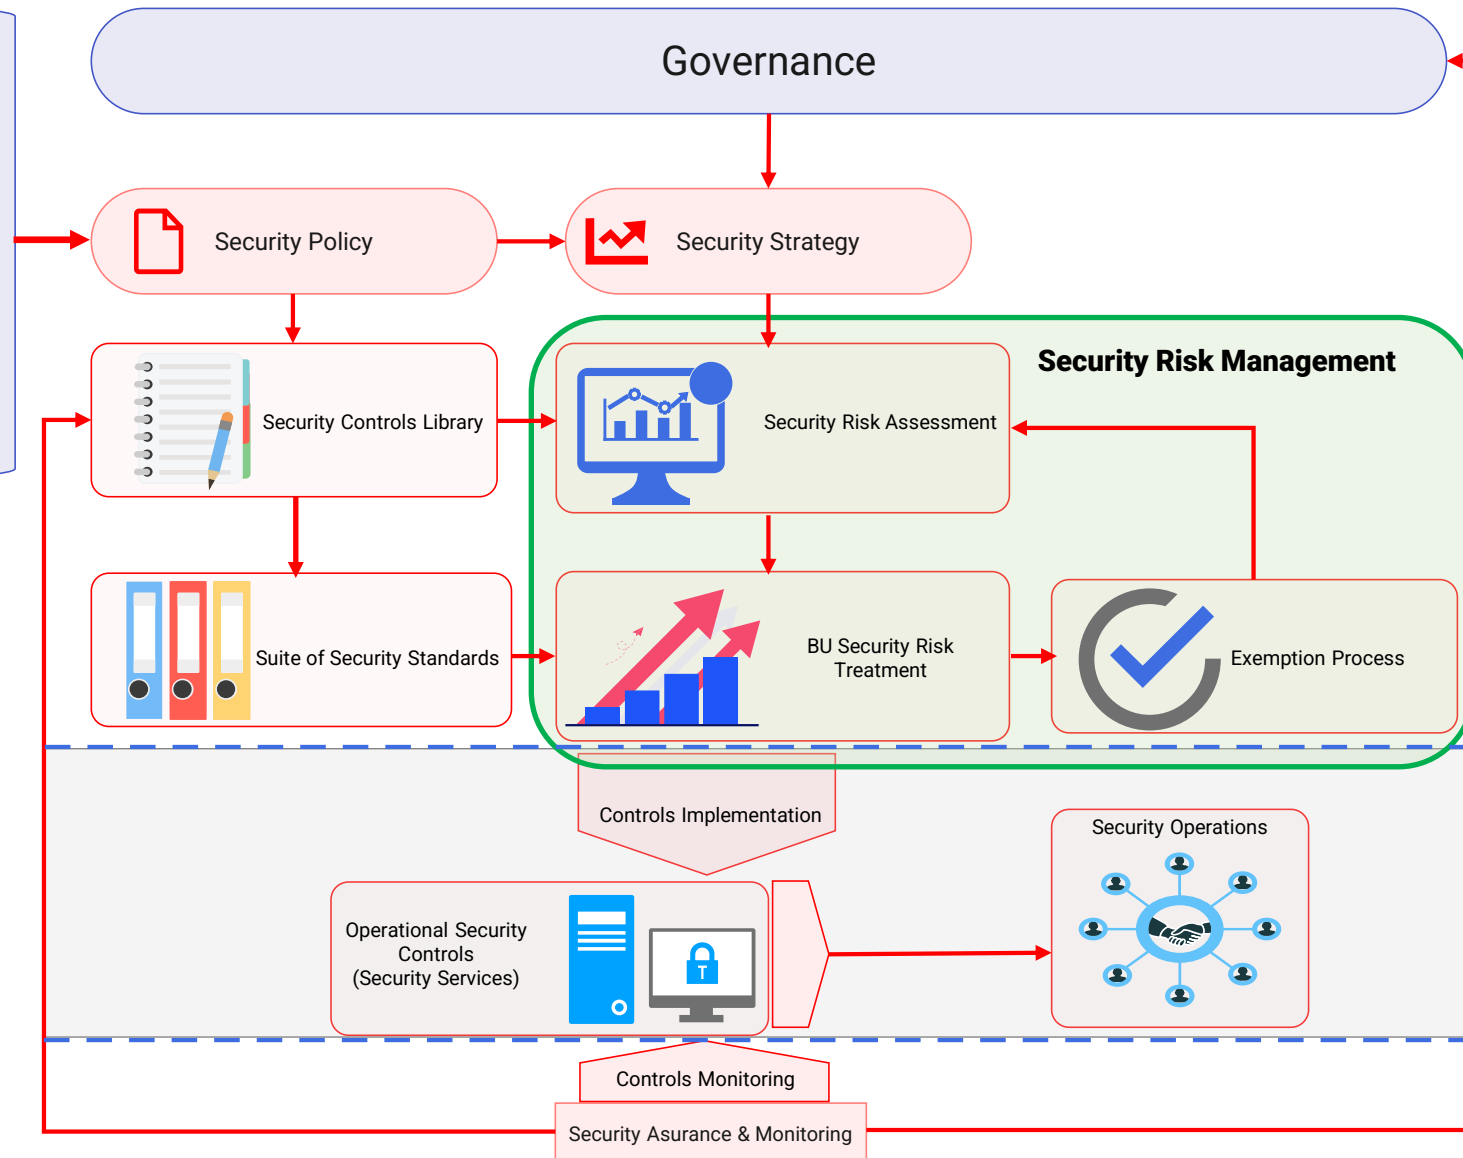 Governance
Security Policy
Security Strategy
Security Risk Management
Security Controls Library
Security Risk Assessment
Suite of Security Standards
BU Security Risk
Treatment
Exemption Process
Controls Implementation
Security Operations
Operational Security
Controls
(Security Services)
T
Controls Monitoring
Security Asurance & Monitoring